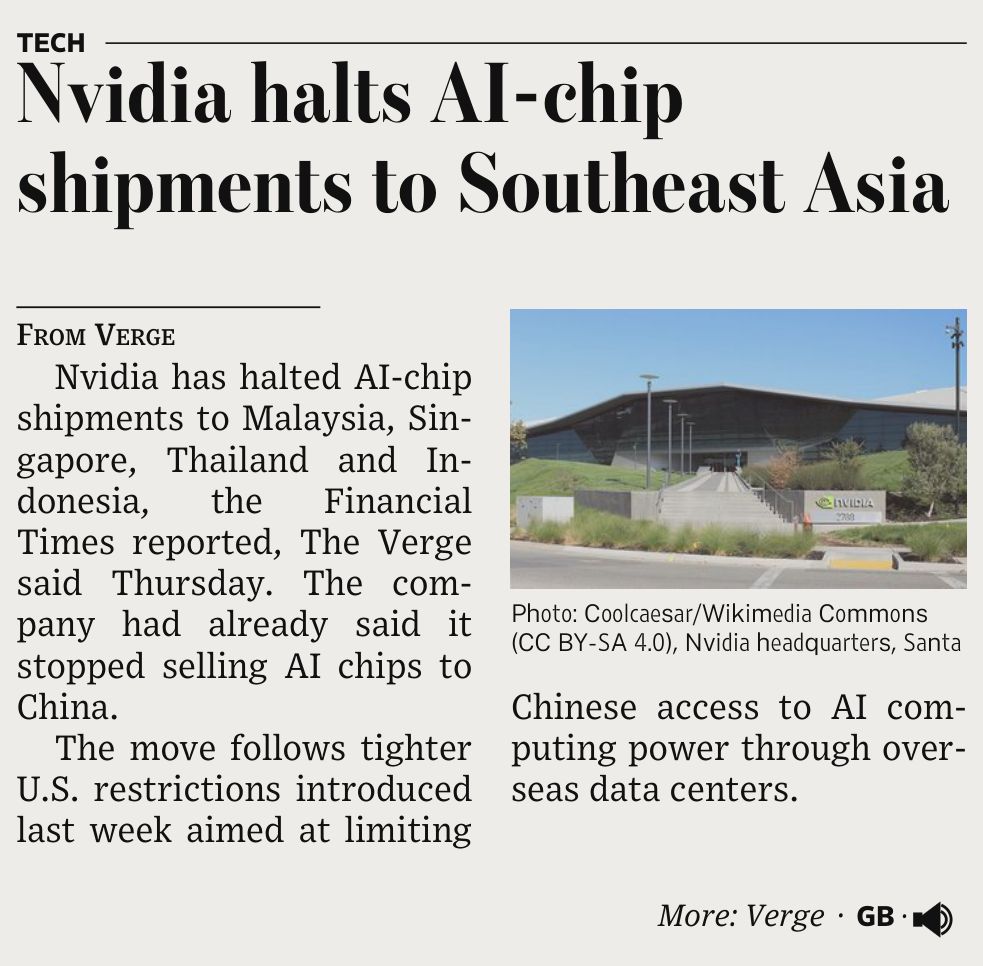 TECH
Nvidia halts AI-chip
shipments to Southeast Asia
FROM VERGE
Nvidia has halted AI-chip
shipments to Malaysia, Sin-
gapore, Thailand and In-
donesia, the Financial
Times reported, The Verge
said Thursday. The com-
pany had already said it
stopped selling AI chips to
China.
The move follows tighter
U.S. restrictions introduced
last week aimed at limiting
NVIDIA
2788
Photo: Coolcaesar/Wikimedia Commons
(CC BY-SA 4.0), Nvidia headquarters, Santa
Chinese access to AI com-
puting power through over-
seas data centers.
More: Verge · GB ·